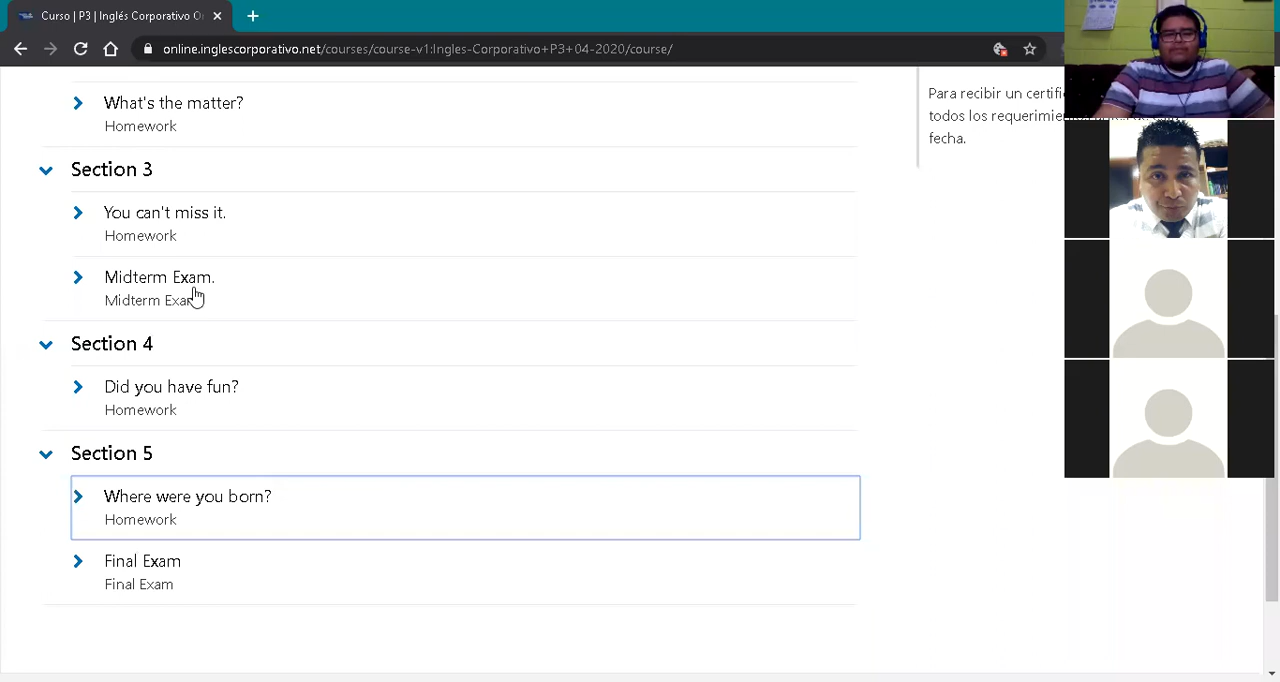 Curso | P3 | Inglés Corporativo O
online.inglescorporativo.net/courses/course-v1:Ingles-Corporativo+P3+04-2020/course/
What's the matter?
Homework
Para recibir un certifi
todos los requerimie
fecha.
Section 3
You can't miss it.
Homework
Midterm Exam.
Midterm Exam
Section 4
Did you have fun?
Homework
Section 5
Where were you born?
Homework
Final Exam
Final Exam